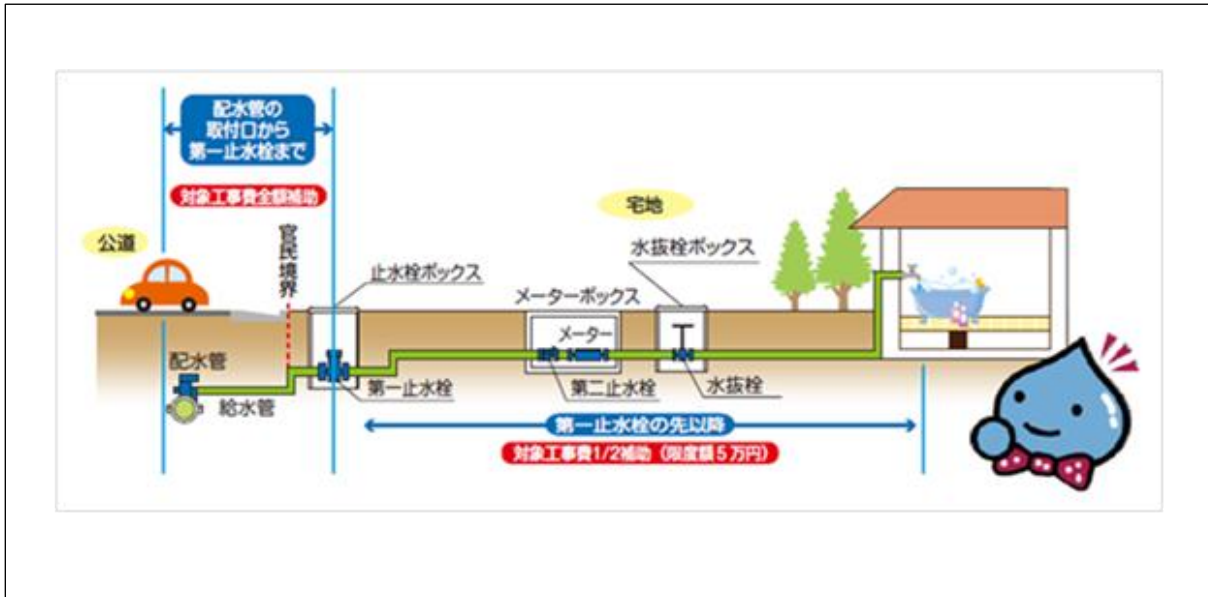 配水管の
取付口から
第一止水栓まで
対象工事費全額補助
公道
官民境界
宅地
止水栓ボックス
水抜栓ボックス
メーターボックス
メーター
配水管
給水管
第一止水栓
第二止水栓
水抜栓
第一止水栓の先以降
対象工事費1/2補助（限度額5万円）